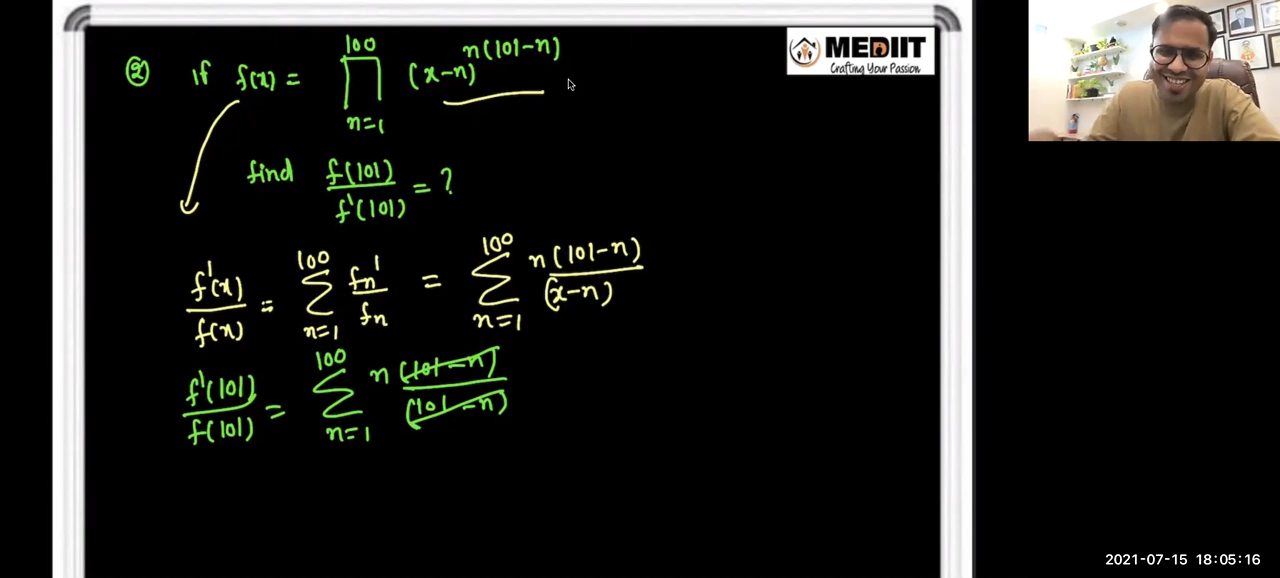 ② If f(x) = ∏_{n=1}^{100} (x-n)^{n(101-n)}
MEDIIT
Crafting Your Passion
find f(101)/f'(101) = ?
f'(x)/f(x) = ∑_{n=1}^{100} fn'/fn = ∑_{n=1}^{100} n(101-n)/(x-n)
f'(101)/f(101) = ∑_{n=1}^{100} n (101-n)/(101-n)
2021-07-15 18:05:16